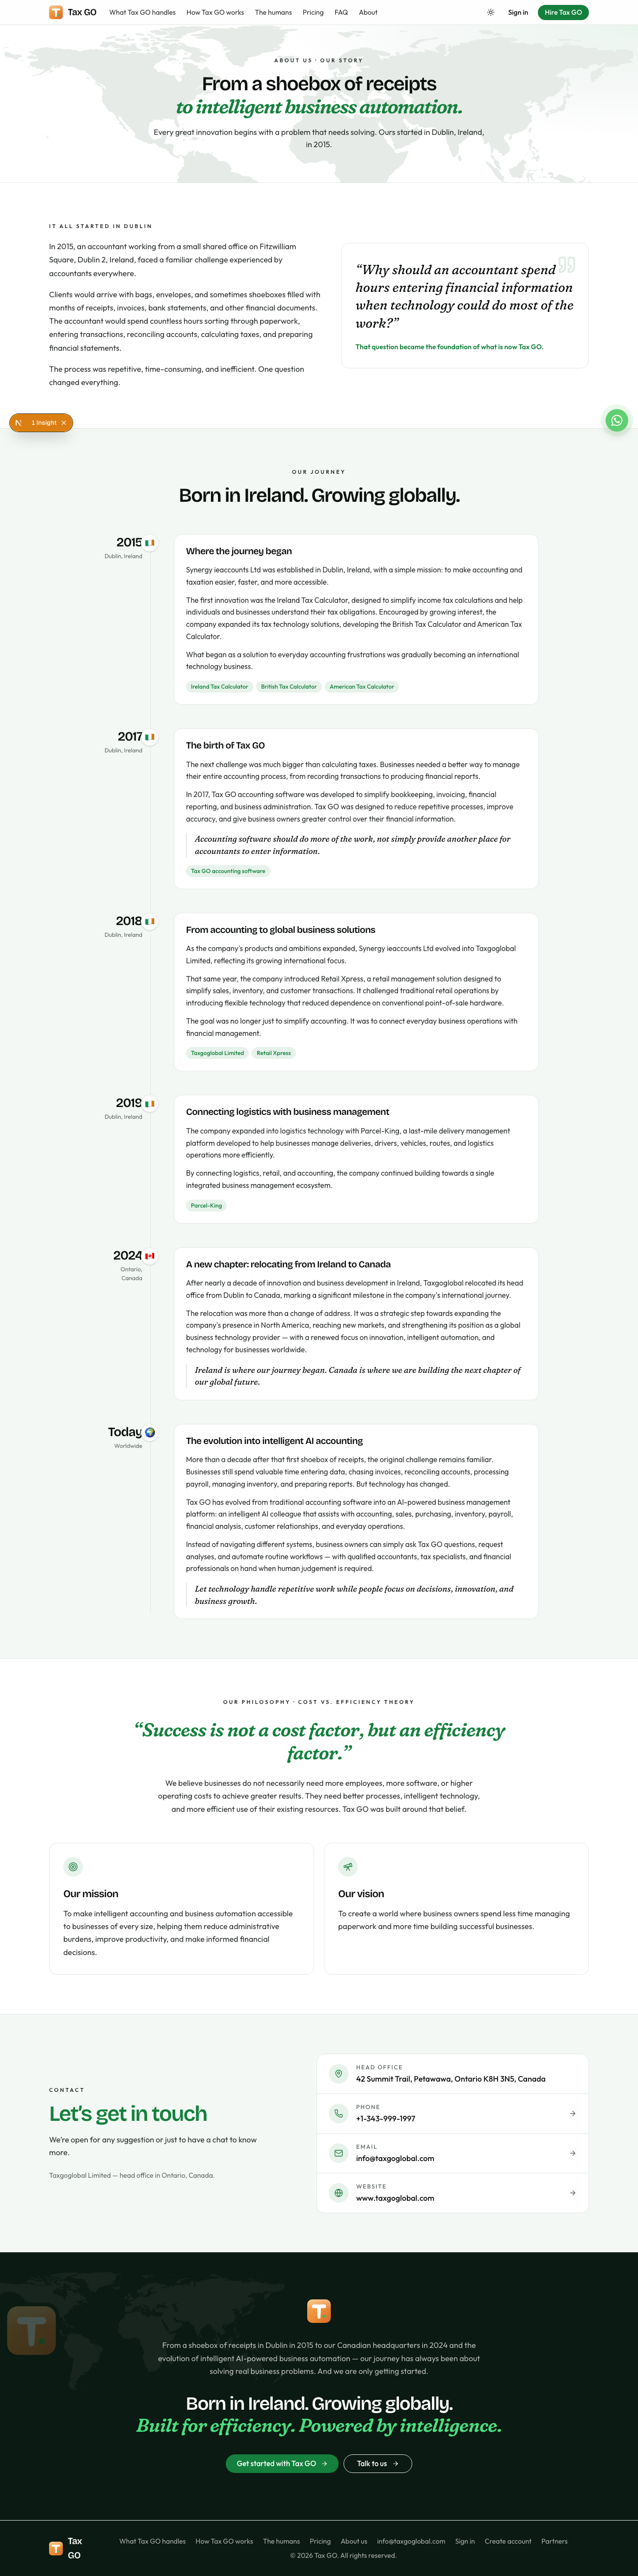 Tax GO
What Tax GO handles
How Tax GO works
The humans
Pricing
FAQ
About
Sign in
Hire Tax GO
ABOUT US · OUR STORY
From a shoebox of receipts
to intelligent business automation.
Every great innovation begins with a problem that needs solving. Ours started in Dublin, Ireland,
in 2015.
IT ALL STARTED IN DUBLIN
In 2015, an accountant working from a small shared office on Fitzwilliam
Square, Dublin 2, Ireland, faced a familiar challenge experienced by
accountants everywhere.
Clients would arrive with bags, envelopes, and sometimes shoeboxes filled with
months of receipts, invoices, bank statements, and other financial documents.
The accountant would spend countless hours sorting through paperwork,
entering transactions, reconciling accounts, calculating taxes, and preparing
financial statements.
The process was repetitive, time-consuming, and inefficient. One question
changed everything.
“Why should an accountant spend
hours entering financial information
when technology could do most of the
work?”
That question became the foundation of what is now Tax GO.
N 1 Insight
OUR JOURNEY
Born in Ireland. Growing globally.
2015
Dublin, Ireland
Where the journey began
Synergy ieaccounts Ltd was established in Dublin, Ireland, with a simple mission: to make accounting and
taxation easier, faster, and more accessible.
The first innovation was the Ireland Tax Calculator, designed to simplify income tax calculations and help
individuals and businesses understand their tax obligations. Encouraged by growing interest, the
company expanded its tax technology solutions, developing the British Tax Calculator and American Tax
Calculator.
What began as a solution to everyday accounting frustrations was gradually becoming an international
technology business.
Ireland Tax Calculator
British Tax Calculator
American Tax Calculator
2017
Dublin, Ireland
The birth of Tax GO
The next challenge was much bigger than calculating taxes. Businesses needed a better way to manage
their entire accounting process, from recording transactions to producing financial reports.
In 2017, Tax GO accounting software was developed to simplify bookkeeping, invoicing, financial
reporting, and business administration. Tax GO was designed to reduce repetitive processes, improve
accuracy, and give business owners greater control over their financial information.
Accounting software should do more of the work, not simply provide another place for
accountants to enter information.
Tax GO accounting software
2018
Dublin, Ireland
From accounting to global business solutions
As the company's products and ambitions expanded, Synergy ieaccounts Ltd evolved into Taxgoglobal
Limited, reflecting its growing international focus.
That same year, the company introduced Retail Xpress, a retail management solution designed to
simplify sales, inventory, and customer transactions. It challenged traditional retail operations by
introducing flexible technology that reduced dependence on conventional point-of-sale hardware.
The goal was no longer just to simplify accounting. It was to connect everyday business operations with
financial management.
Taxgoglobal Limited
Retail Xpress
2019
Dublin, Ireland
Connecting logistics with business management
The company expanded into logistics technology with Parcel-King, a last-mile delivery management
platform developed to help businesses manage deliveries, drivers, vehicles, routes, and logistics
operations more efficiently.
By connecting logistics, retail, and accounting, the company continued building towards a single
integrated business management ecosystem.
Parcel-King
2024
Ontario,
Canada
A new chapter: relocating from Ireland to Canada
After nearly a decade of innovation and business development in Ireland, Taxgoglobal relocated its head
office from Dublin to Canada, marking a significant milestone in the company's international journey.
The relocation was more than a change of address. It was a strategic step towards expanding the
company's presence in North America, reaching new markets, and strengthening its position as a global
business technology provider — with a renewed focus on innovation, intelligent automation, and
technology for businesses worldwide.
Ireland is where our journey began. Canada is where we are building the next chapter of
our global future.
Today
Worldwide
The evolution into intelligent AI accounting
More than a decade after that first shoebox of receipts, the original challenge remains familiar.
Businesses still spend valuable time entering data, chasing invoices, reconciling accounts, processing
payroll, managing inventory, and preparing reports. But technology has changed.
Tax GO has evolved from traditional accounting software into an AI-powered business management
platform: an intelligent AI colleague that assists with accounting, sales, purchasing, inventory, payroll,
financial analysis, customer relationships, and everyday operations.
Instead of navigating different systems, business owners can simply ask Tax GO questions, request
analyses, and automate routine workflows — with qualified accountants, tax specialists, and financial
professionals on hand when human judgement is required.
Let technology handle repetitive work while people focus on decisions, innovation, and
business growth.
OUR PHILOSOPHY · COST VS. EFFICIENCY THEORY
“Success is not a cost factor, but an efficiency
factor.”
We believe businesses do not necessarily need more employees, more software, or higher
operating costs to achieve greater results. They need better processes, intelligent technology,
and more efficient use of their existing resources. Tax GO was built around that belief.
Our mission
To make intelligent accounting and business automation accessible
to businesses of every size, helping them reduce administrative
burdens, improve productivity, and make informed financial
decisions.
Our vision
To create a world where business owners spend less time managing
paperwork and more time building successful businesses.
CONTACT
Let's get in touch
We're open for any suggestion or just to have a chat to know
more.
Taxgoglobal Limited — head office in Ontario, Canada.
HEAD OFFICE
42 Summit Trail, Petawawa, Ontario K8H 3N5, Canada
PHONE
+1-343-999-1997
EMAIL
info@taxgoglobal.com
WEBSITE
www.taxgoglobal.com
From a shoebox of receipts in Dublin in 2015 to our Canadian headquarters in 2024 and the
evolution of intelligent AI-powered business automation — our journey has always been about
solving real business problems. And we are only getting started.
Born in Ireland. Growing globally.
Built for efficiency. Powered by intelligence.
Get started with Tax GO
Talk to us
Tax
GO
What Tax GO handles
How Tax GO works
The humans
Pricing
About us
info@taxgoglobal.com
Sign in
Create account
Partners
© 2026 Tax GO. All rights reserved.